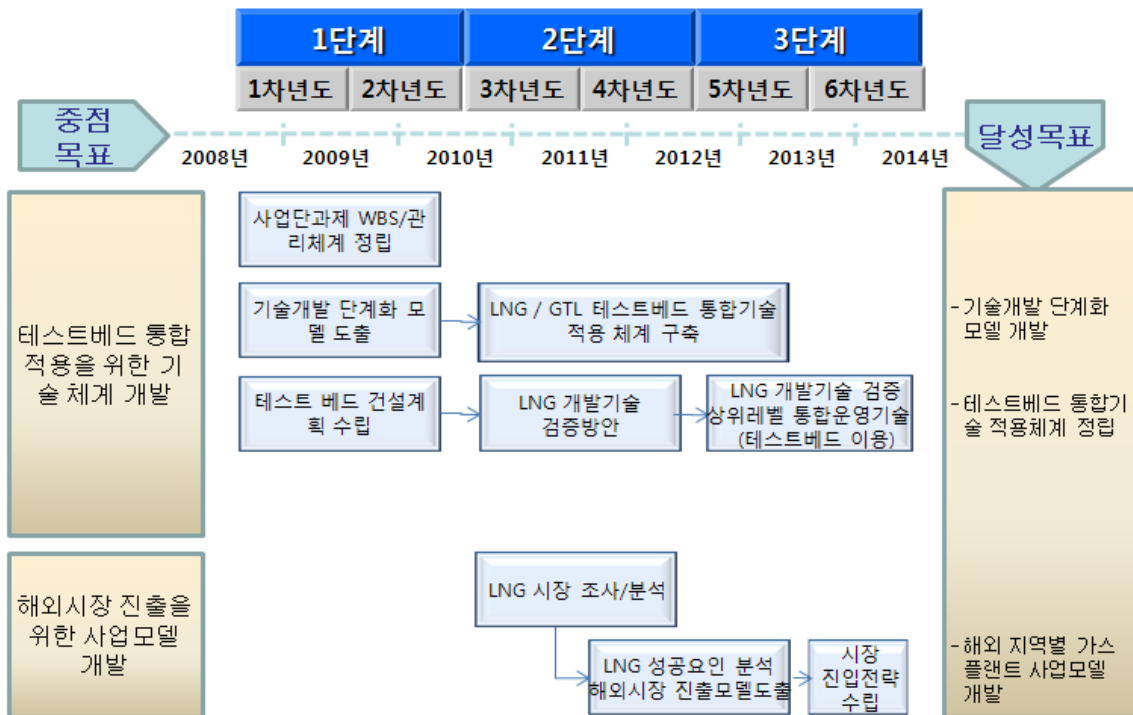 1단계
2단계
3단계
1차년도
2차년도
3차년도
4차년도
5차년도
6차년도
중점
목표
달성목표
2008년
2009년
2010년
2011년
2012년
2013년
2014년
테스트베드 통합
적용을 위한 기
술 체계 개발
사업단과제 WBS/관
리체계 정립
기술개발 단계화 모
델 도출
LNG / GTL 테스트베드 통합기술
적용 체계 구축
테스트 베드 건설계
획 수립
LNG 개발기술
검증방안
LNG 개발기술 검증
상위레벨 통합운영기술
(테스트베드 이용)
-기술개발 단계화
모델 개발
-테스트베드 통합기
술 적용체계 정립
해외시장 진출을
위한 사업모델
개발
LNG 시장 조사/분석
LNG 성공요인 분석
해외시장 진출모델도출
시장
진입전략
수립
-해외 지역별 가스
플랜트 사업모델
개발